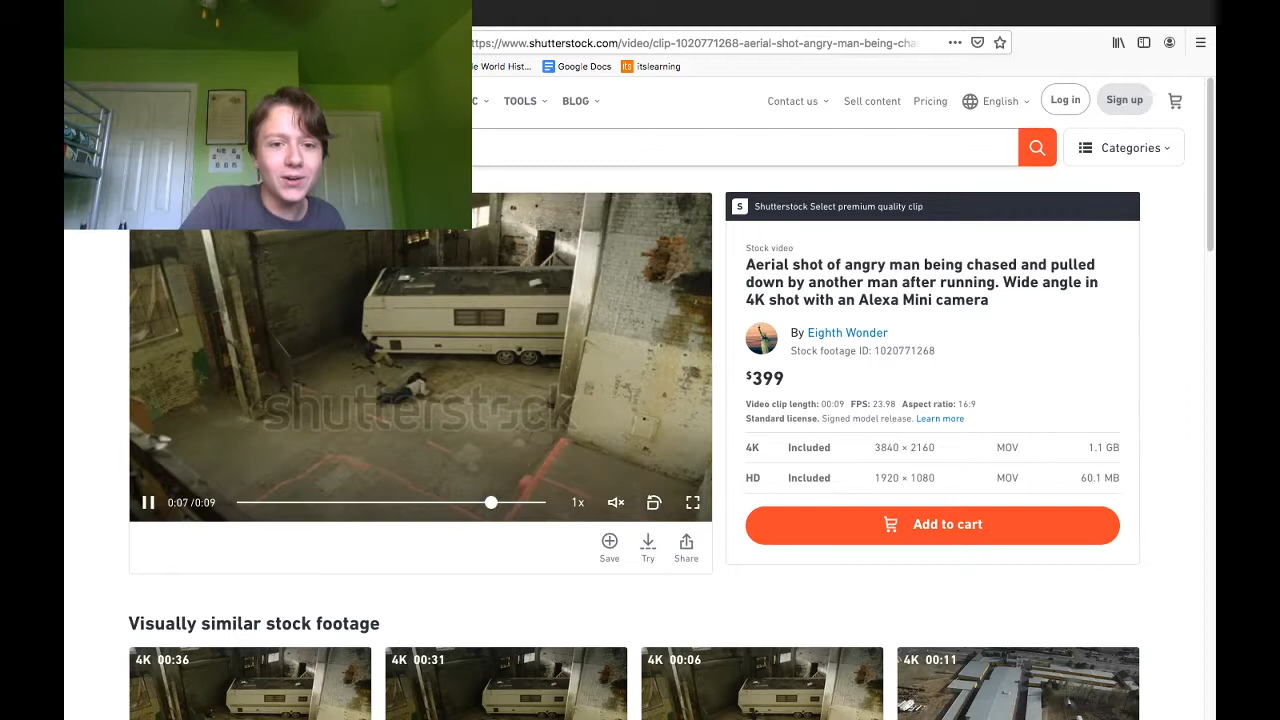 ttps://www.shutterstock.com/video/clip-1020771268-aerial-shot-angry-man-being-cha
le World Hist...
Google Docs
its
itslearning
C
TOOLS
BLOG
Contact us
Sell content
Pricing
English
Log in
Sign up
Categories
S
Shutterstock Select premium quality clip
Stock video
Aerial shot of angry man being chased and pulled
down by another man after running. Wide angle in
4K shot with an Alexa Mini camera
By Eighth Wonder
Stock footage ID: 1020771268
$399
Video clip length: 00:09 FPS: 23.98 Aspect ratio: 16:9
Standard license. Signed model release. Learn more
4K Included 3840 × 2160 MOV 1.1 GB
HD Included 1920 × 1080 MOV 60.1 MB
Add to cart
shutterstock
0:07 / 0:09
1x
Save
Try
Share
Visually similar stock footage
4K 00:36
4K 00:31
4K 00:06
4K 00:11